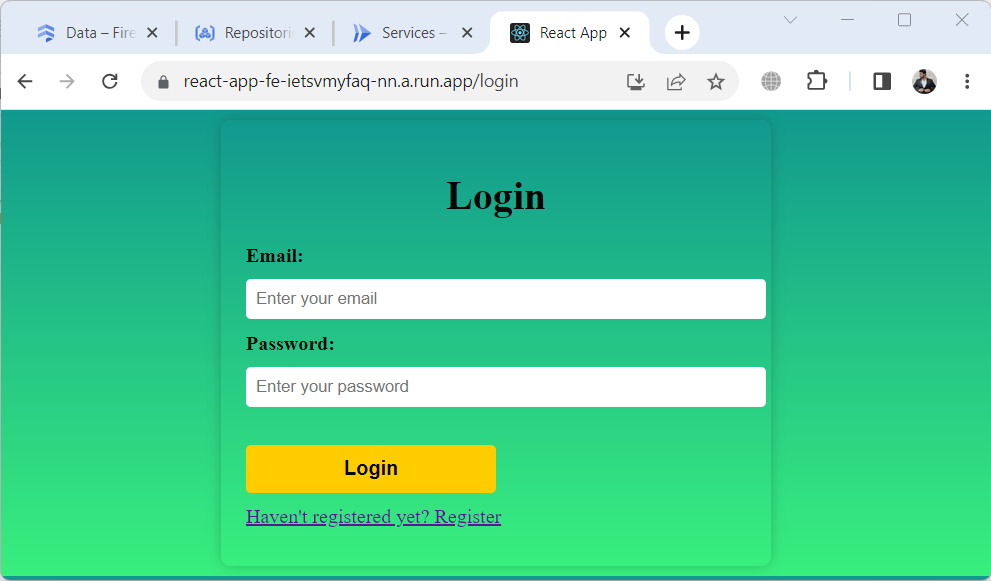 Data – Fire
Repositori
Services –
React App
react-app-fe-ietsvmyfaq-nn.a.run.app/login
Login
Email:
Enter your email
Password:
Enter your password
Login
Haven't registered yet? Register